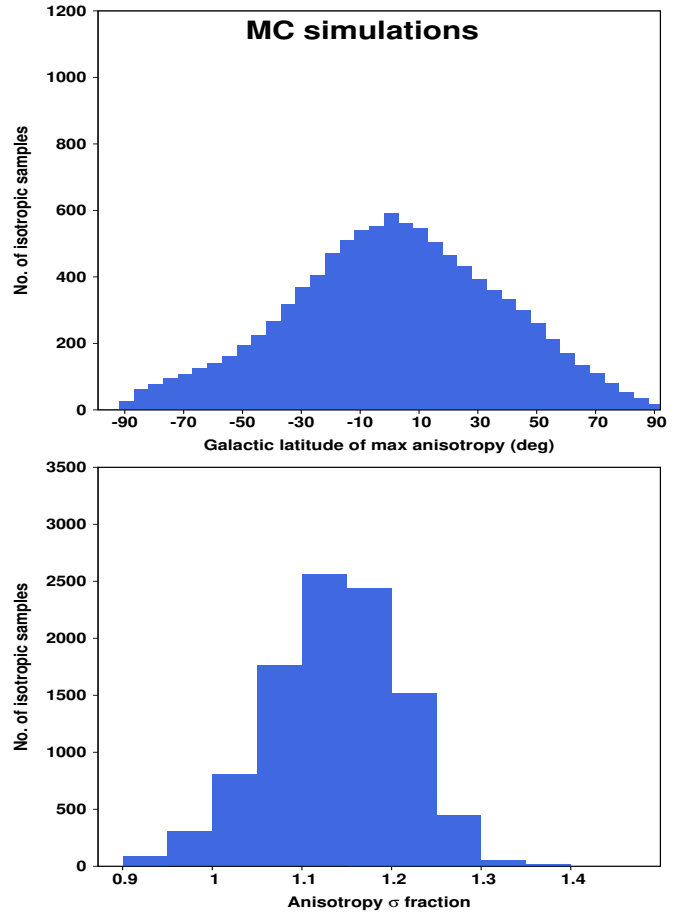 MC simulations
1200
1000
800
600
400
200
0
No. of isotropic samples
-90 -70 -50 -30 -10 10 30 50 70 90
Galactic latitude of max anisotropy (deg)
3500
3000
2500
2000
1500
1000
500
0
No. of isotropic samples
0.9 1 1.1 1.2 1.3 1.4
Anisotropy σ fraction